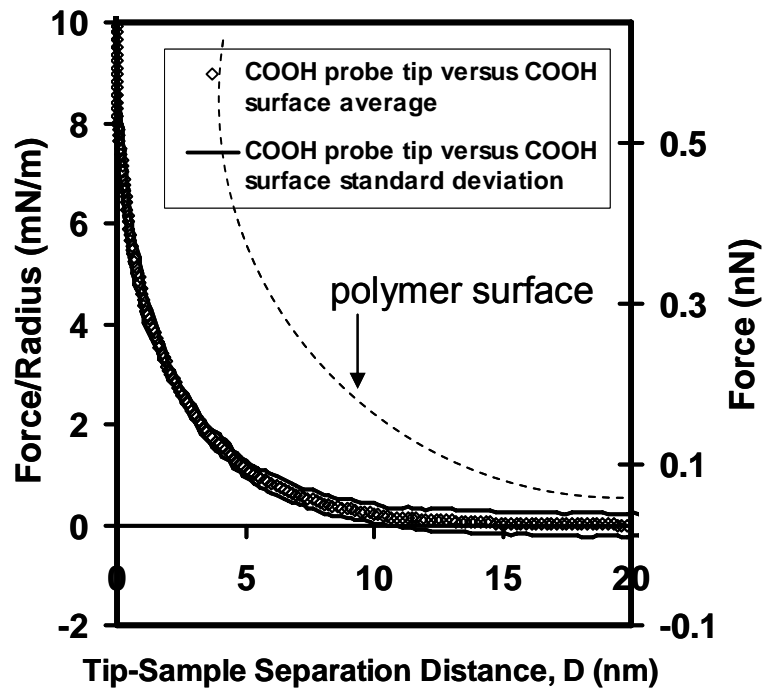 10
8
6
4
2
0
-2
Force/Radius (mN/m)
COOH probe tip versus COOH
surface average
COOH probe tip versus COOH
surface standard deviation
polymer surface
0.5
0.3
0.1
-0.1
Force (nN)
0 5 10 15 20
Tip-Sample Separation Distance, D (nm)